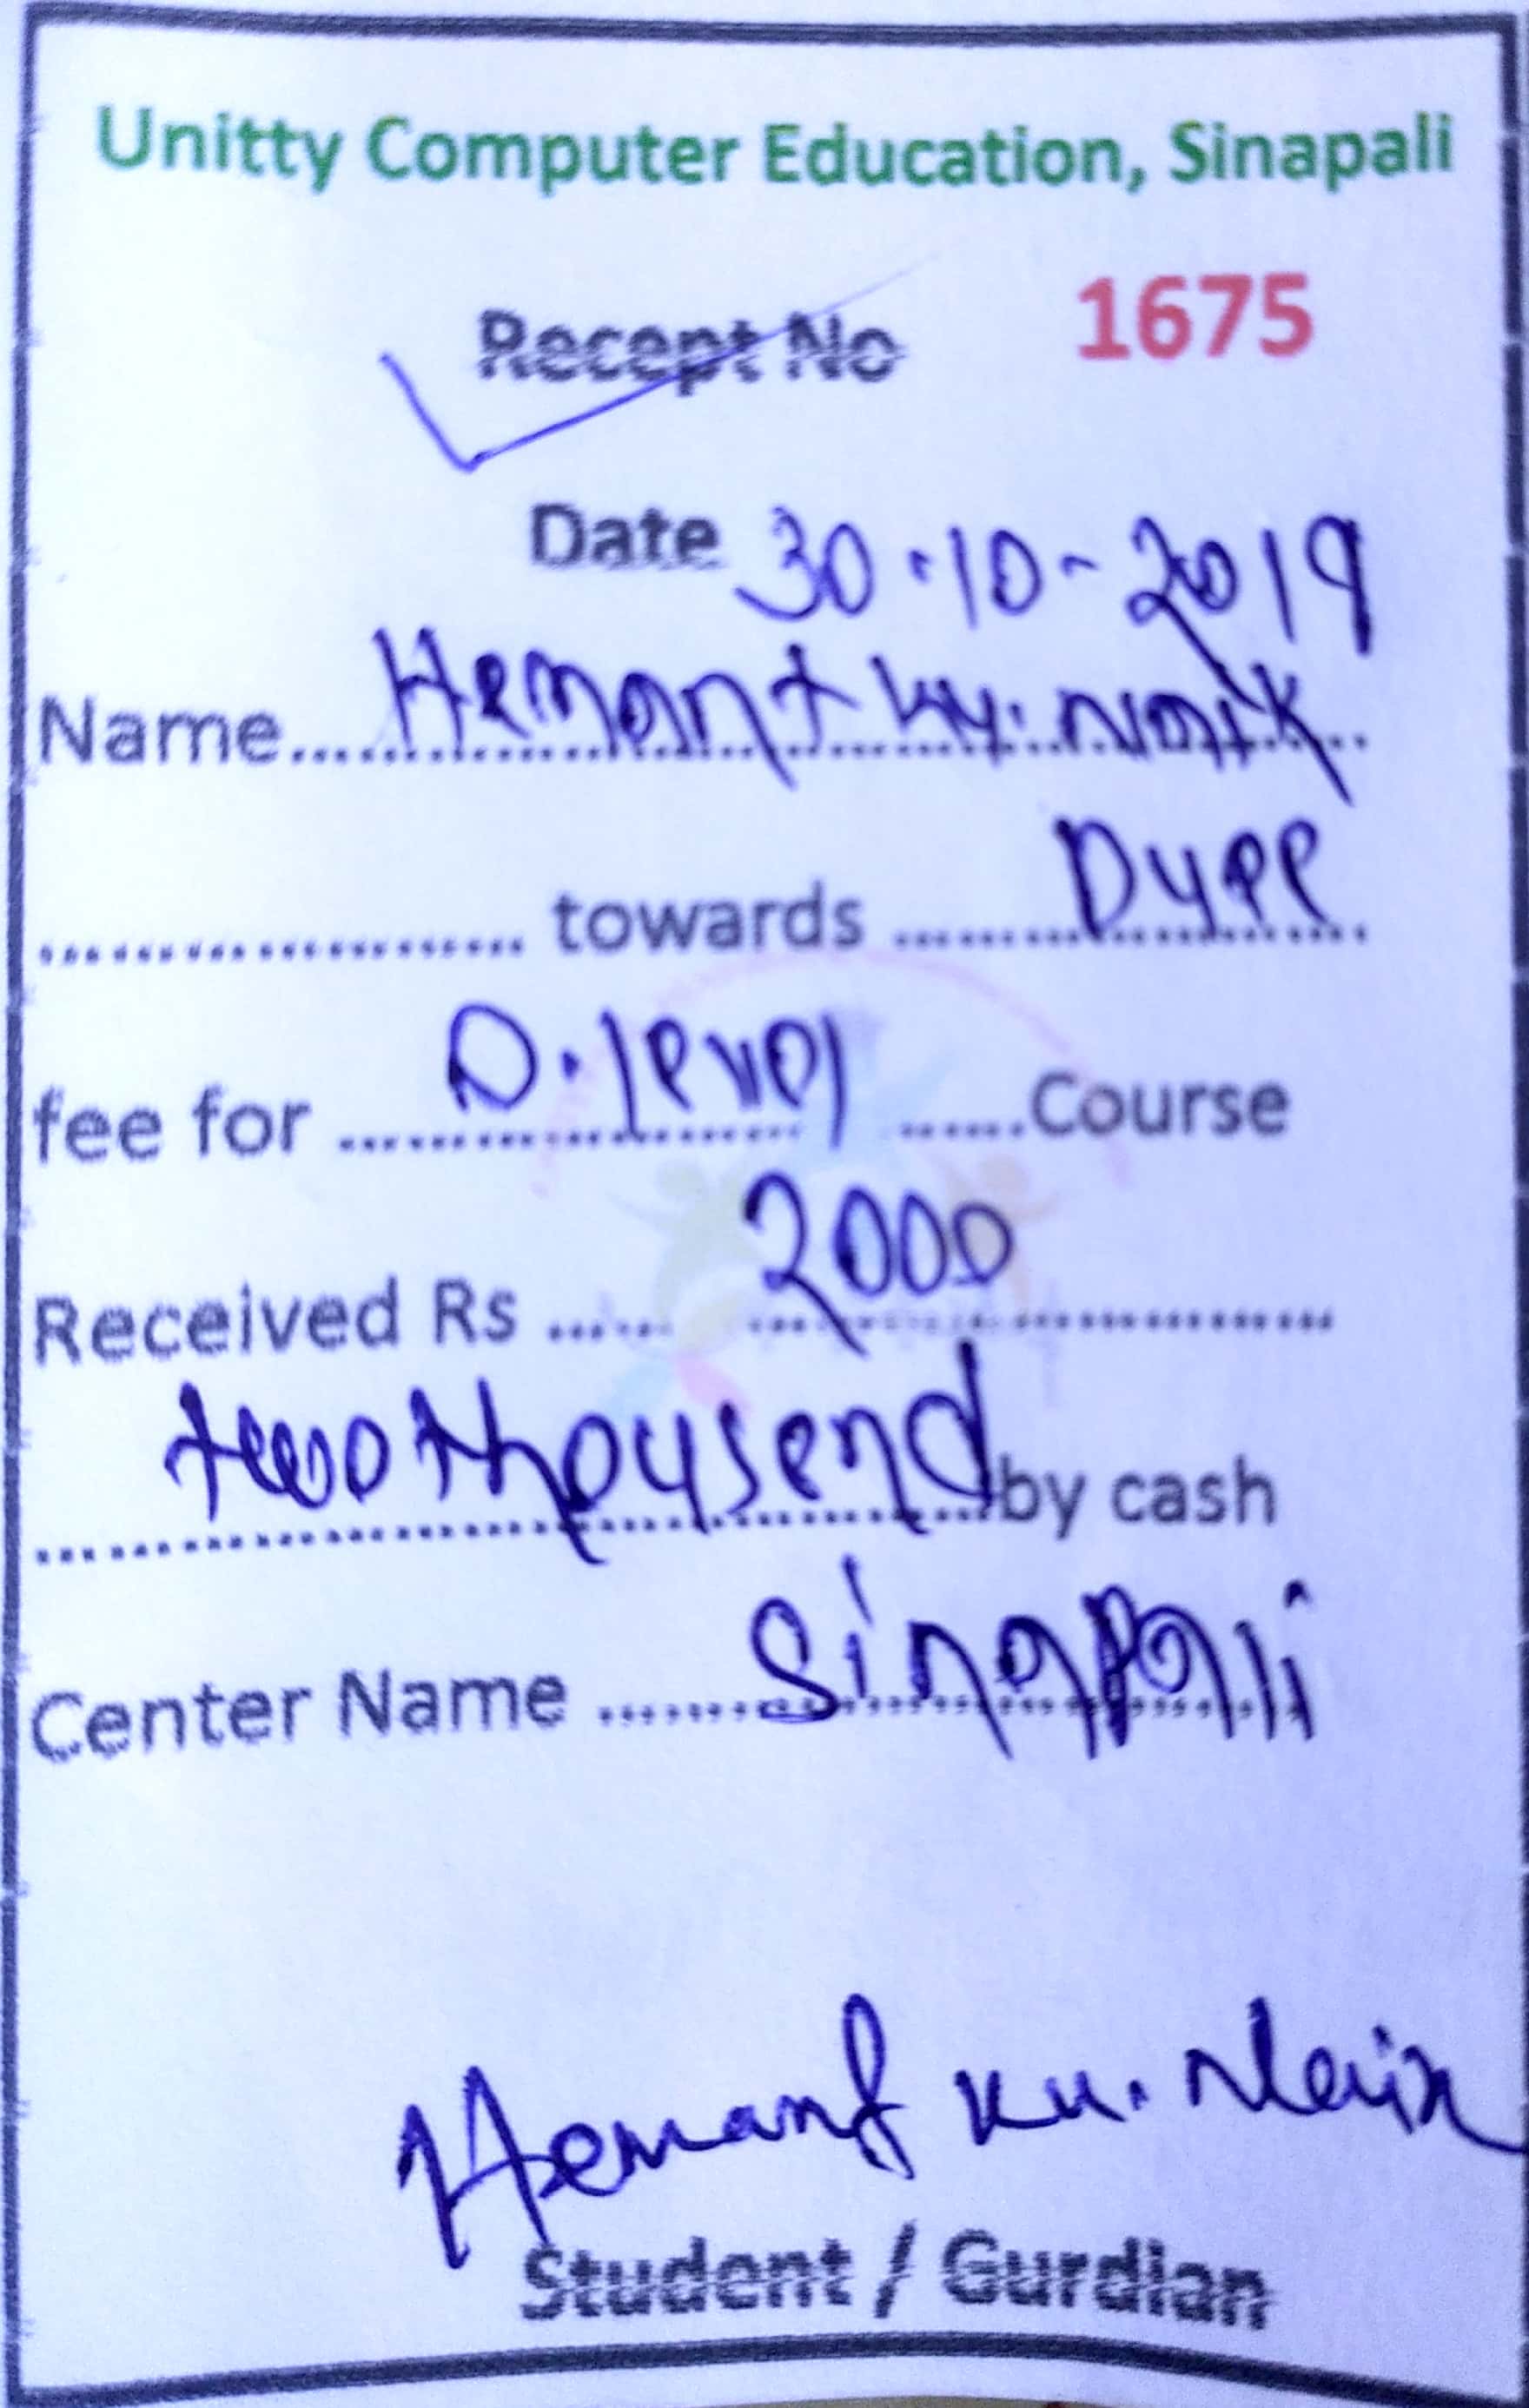 Unitty Computer Education, Sinapali
Recept No 1675
Date 30-10-2019
Name.....Hemant Ku. Naik..
..................... towards ........Dupp.
fee for .....O.level......Course
Received Rs ..... 2000 ..............
two thousend by cash
Center Name ........Sinapali
Hemant Ku. Naik
Student / Gurdian